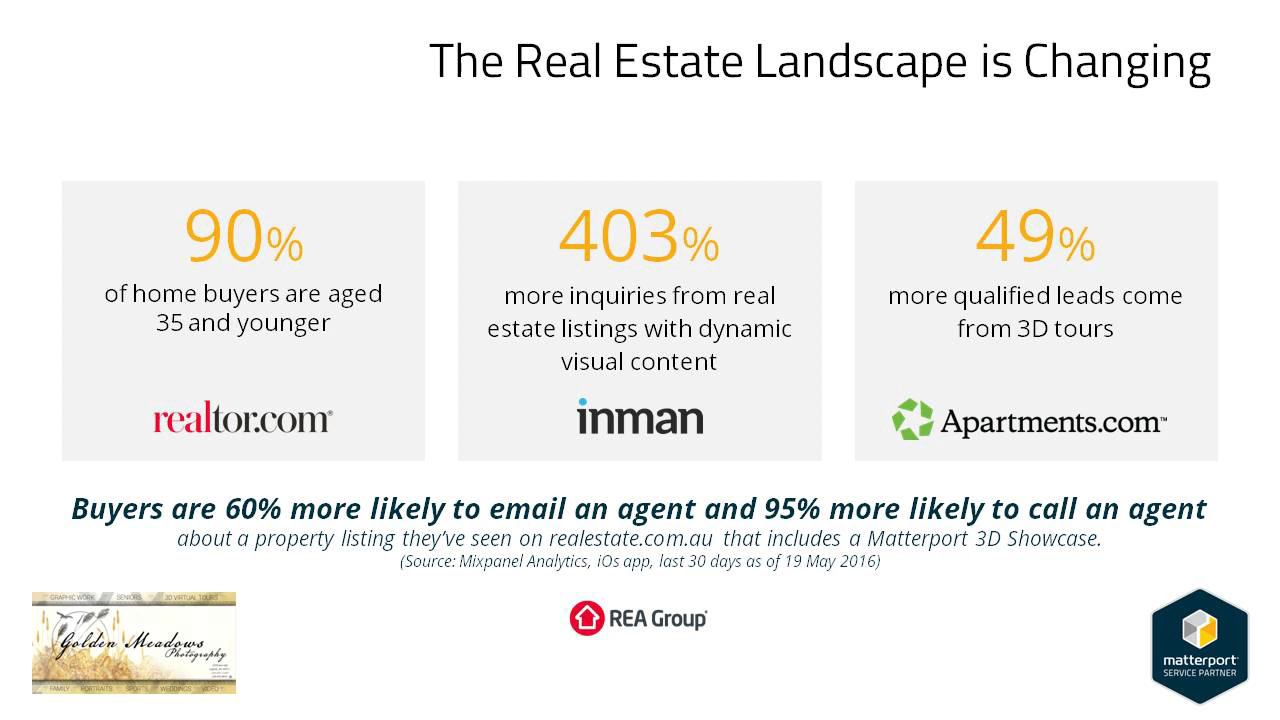 The Real Estate Landscape is Changing
90%
of home buyers are aged
35 and younger
realtor.com®
403%
more inquiries from real
estate listings with dynamic
visual content
inman
49%
more qualified leads come
from 3D tours
Apartments.com™
Buyers are 60% more likely to email an agent and 95% more likely to call an agent
about a property listing they've seen on realestate.com.au that includes a Matterport 3D Showcase.
(Source: Mixpanel Analytics, iOs app, last 30 days as of 19 May 2016)
GRAPHIC WORK SENIORS 3D VIRTUAL TOURS
Golden Meadows
Photography
FAMILY PORTRAITS SPORTS WEDDINGS VIDEO
REA Group
matterport
SERVICE PARTNER